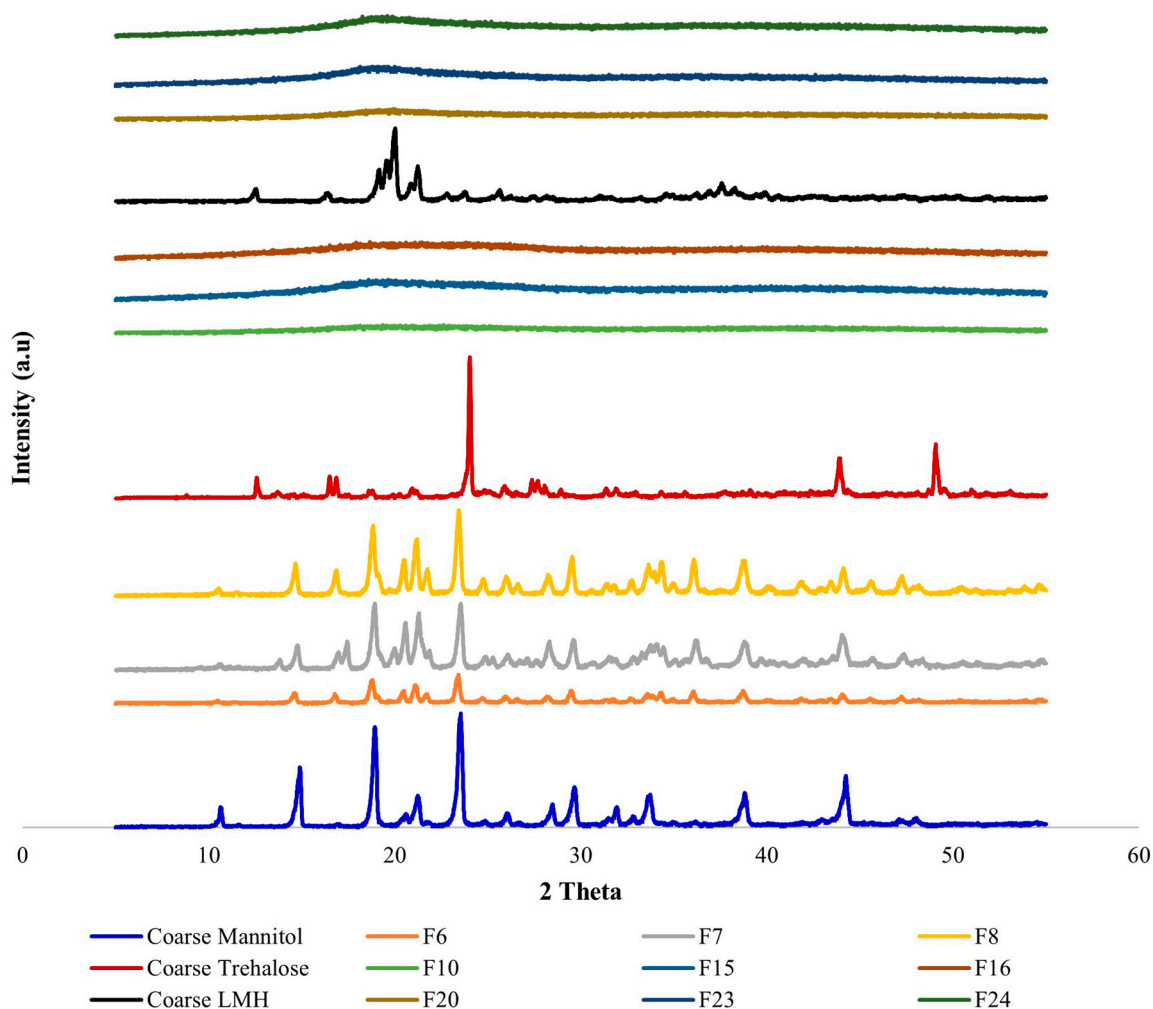 Intensity (a.u)
0 10 20 30 40 50 60
2 Theta
Coarse Mannitol F6 F7 F8
Coarse Trehalose F10 F15 F16
Coarse LMH F20 F23 F24